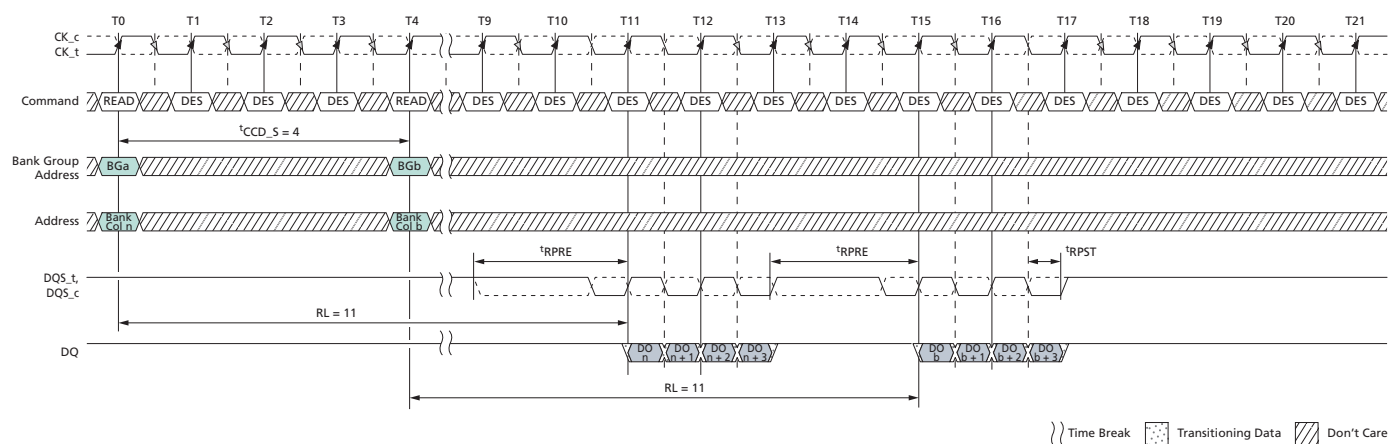 T0 T1 T2 T3 T4 T9 T10 T11 T12 T13 T14 T15 T16 T17 T18 T19 T20 T21
CK_c
CK_t
Command READ DES DES DES READ DES DES DES DES DES DES DES DES DES DES DES DES DES
tCCD_S = 4
Bank Group
Address
BGa BGb
Address
Bank
Col n
Bank
Col b
tRPRE tRPRE tRPST
DQS_t,
DQS_c
RL = 11
DQ
DO
n
DO
n + 1
DO
n + 2
DO
n + 3
DO
b
DO
b + 1
DO
b + 2
DO
b + 3
RL = 11
Time Break Transitioning Data Don't Care